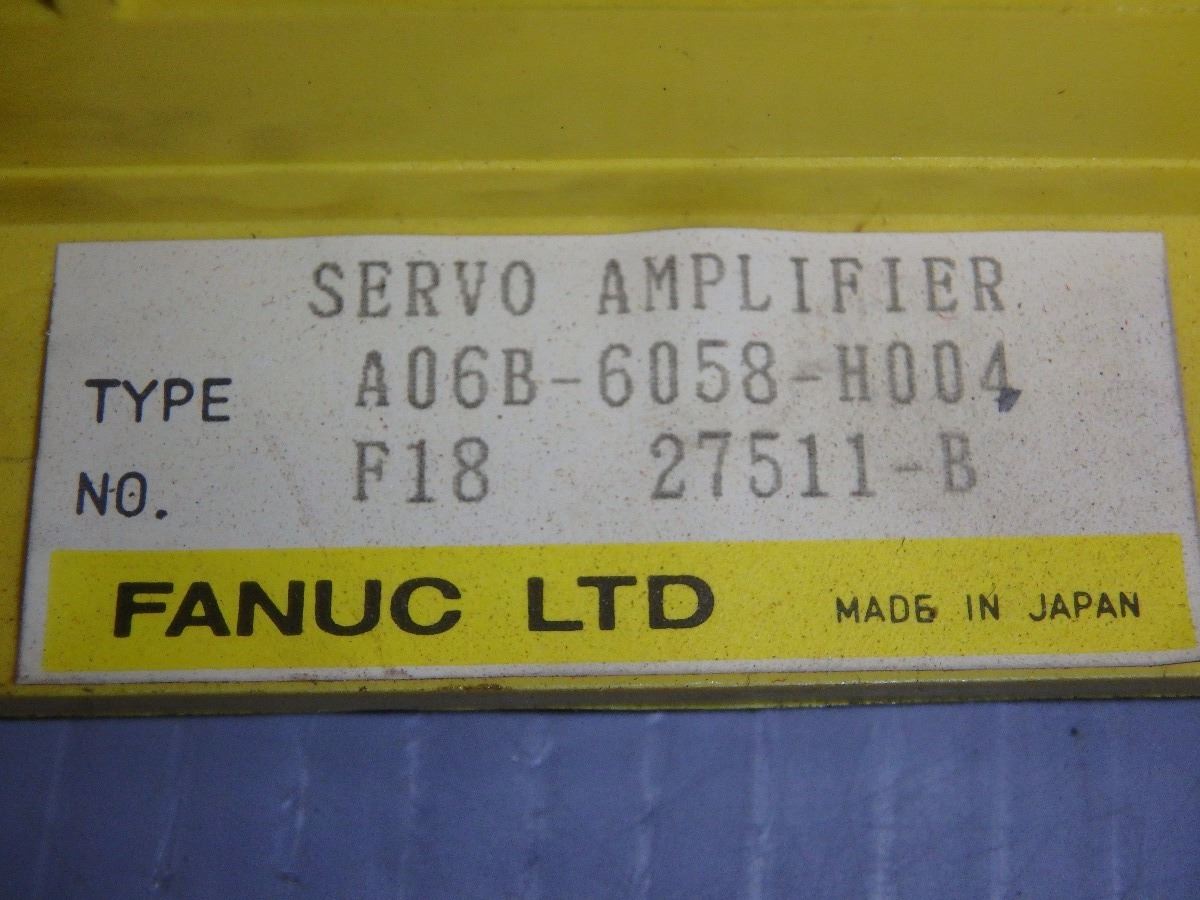 SERVO AMPLIFIER
TYPE A06B-6058-H004
NO. F18 27511-B
FANUC LTD MADE IN JAPAN